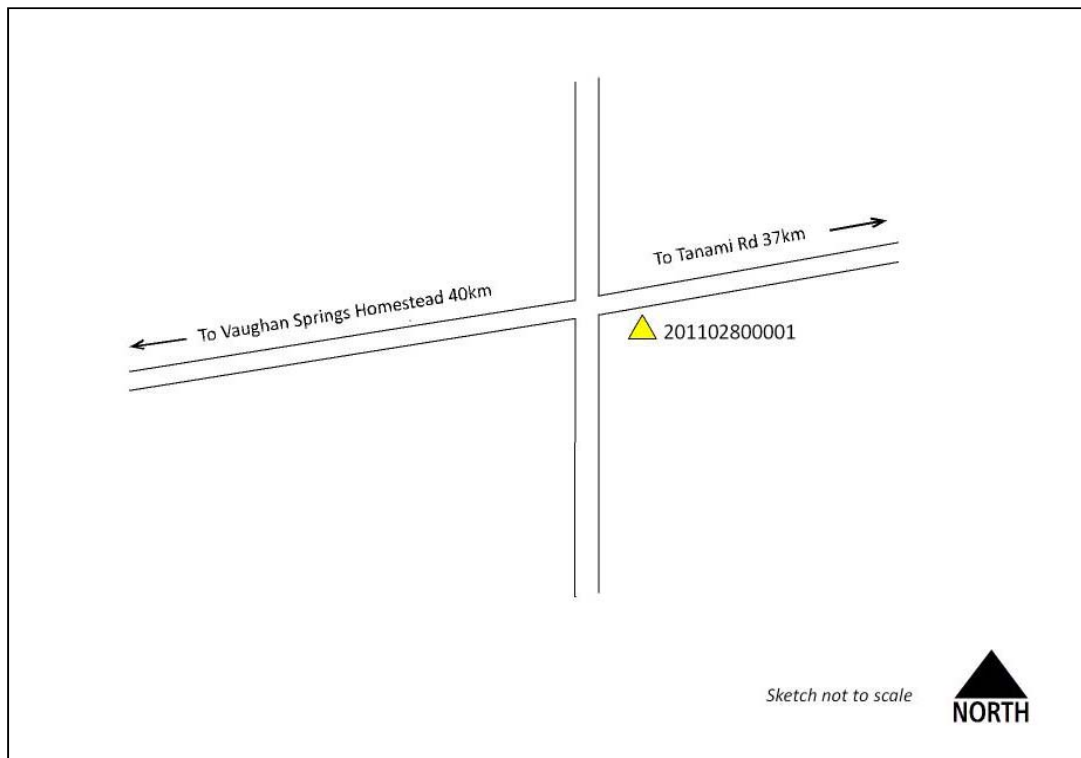 To Tanami Rd 37km
To Vaughan Springs Homestead 40km
201102800001
Sketch not to scale
NORTH